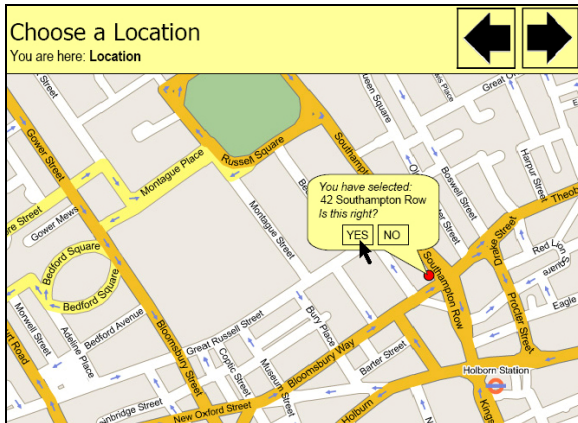 Choose a Location
You are here: Location
Gower Street
Russell Square
Montague Place
Southampton
Boswell Street
Harpur Street
You have selected:
42 Southampton Row
Is this right?
YES NO
Gower Mews
Montague Street
Drake Street
Red Lion
Square
Bedford Square
Bedford Square
Southampton Row
Procter Street
Eagle
Morwell Street
Adeline Place
Bedford Avenue
Bloomsbury Street
Great Russell Street
Coptic Street
Museum Street
Bury Place
Bloomsbury Way
Barter Street
Holborn Station
New Oxford Street
Holborn